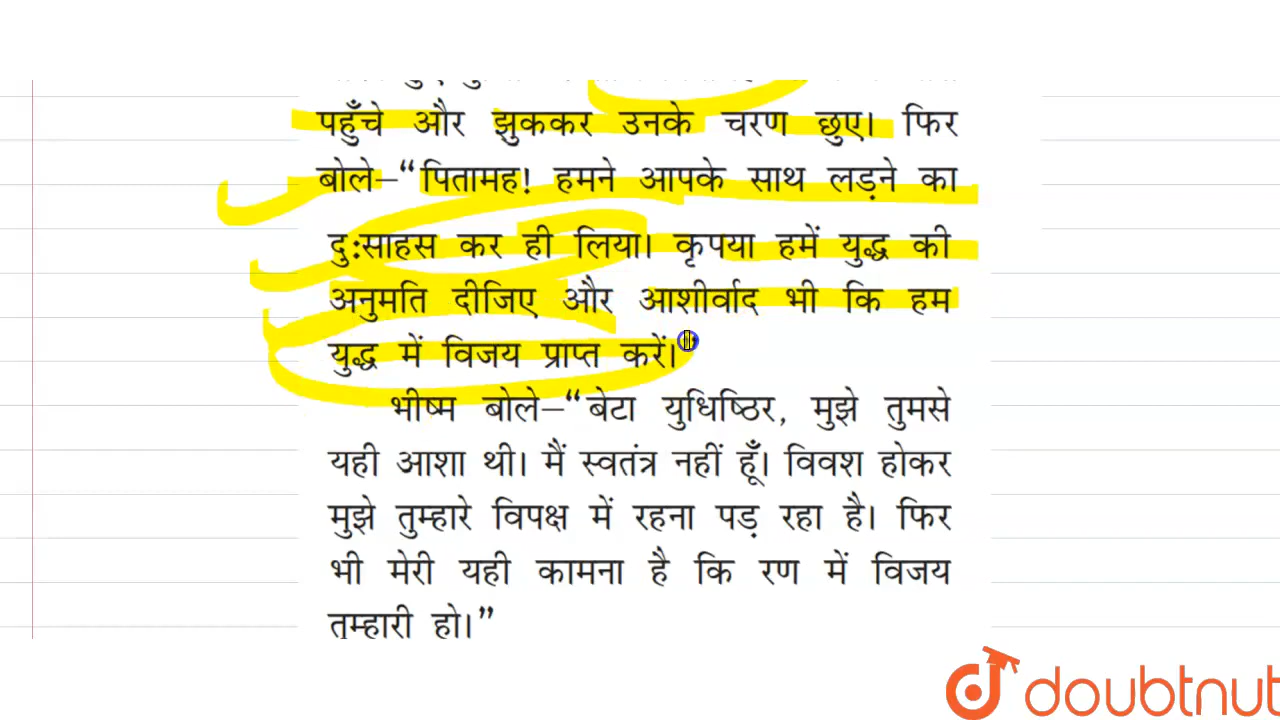 पहुँचे और झुककर उनके चरण छुए। फिर
बोले–“पितामह! हमने आपके साथ लड़ने का
दुःसाहस कर ही लिया। कृपया हमें युद्ध की
अनुमति दीजिए और आशीर्वाद भी कि हम
युद्ध में विजय प्राप्त करें।
भीष्म बोले–“बेटा युधिष्ठिर, मुझे तुमसे
यही आशा थी। मैं स्वतंत्र नहीं हूँ। विवश होकर
मुझे तुम्हारे विपक्ष में रहना पड़ रहा है। फिर
भी मेरी यही कामना है कि रण में विजय
तुम्हारी हो।”
doubtnut